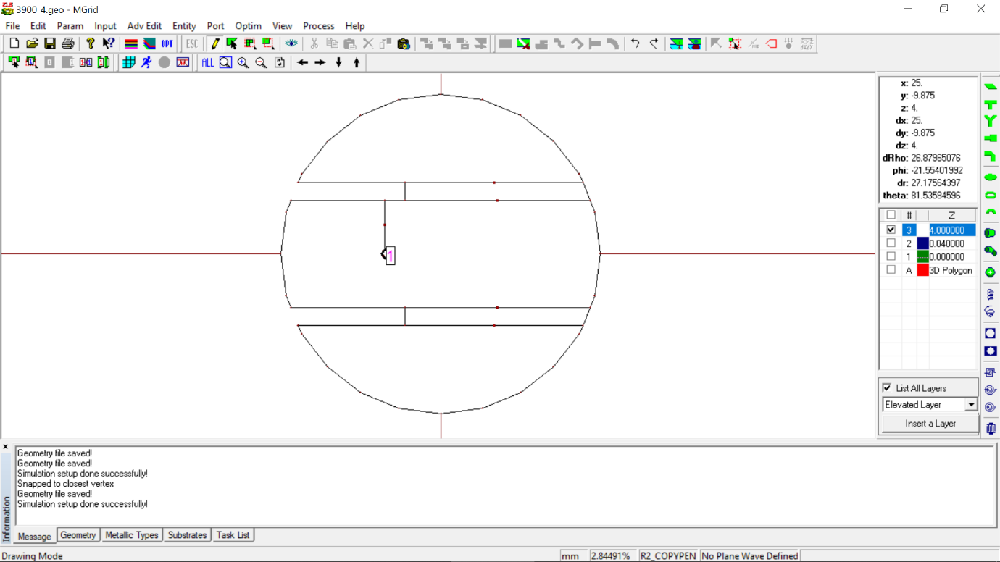 3900_4.geo - MGrid
File Edit Param Input Adv Edit Entity Port Optim View Process Help
OPT ESC
ALL
x: 25.
y: -9.875
z: 4.
dx: 25.
dy: -9.875
dz: 4.
dRho: 26.87965076
phi: -21.55401992
dr: 27.17564397
theta: 81.53584596
# Z
3 4.000000
2 0.040000
1 0.000000
A 3D Polygon
1
List All Layers
Elevated Layer
Insert a Layer
Geometry file saved!
Geometry file saved!
Simulation setup done successfully!
Snapped to closest vertex
Geometry file saved!
Simulation setup done successfully!
Information
Message Geometry Metallic Types Substrates Task List
Drawing Mode mm 2.84491% R2_COPYPEN No Plane Wave Defined